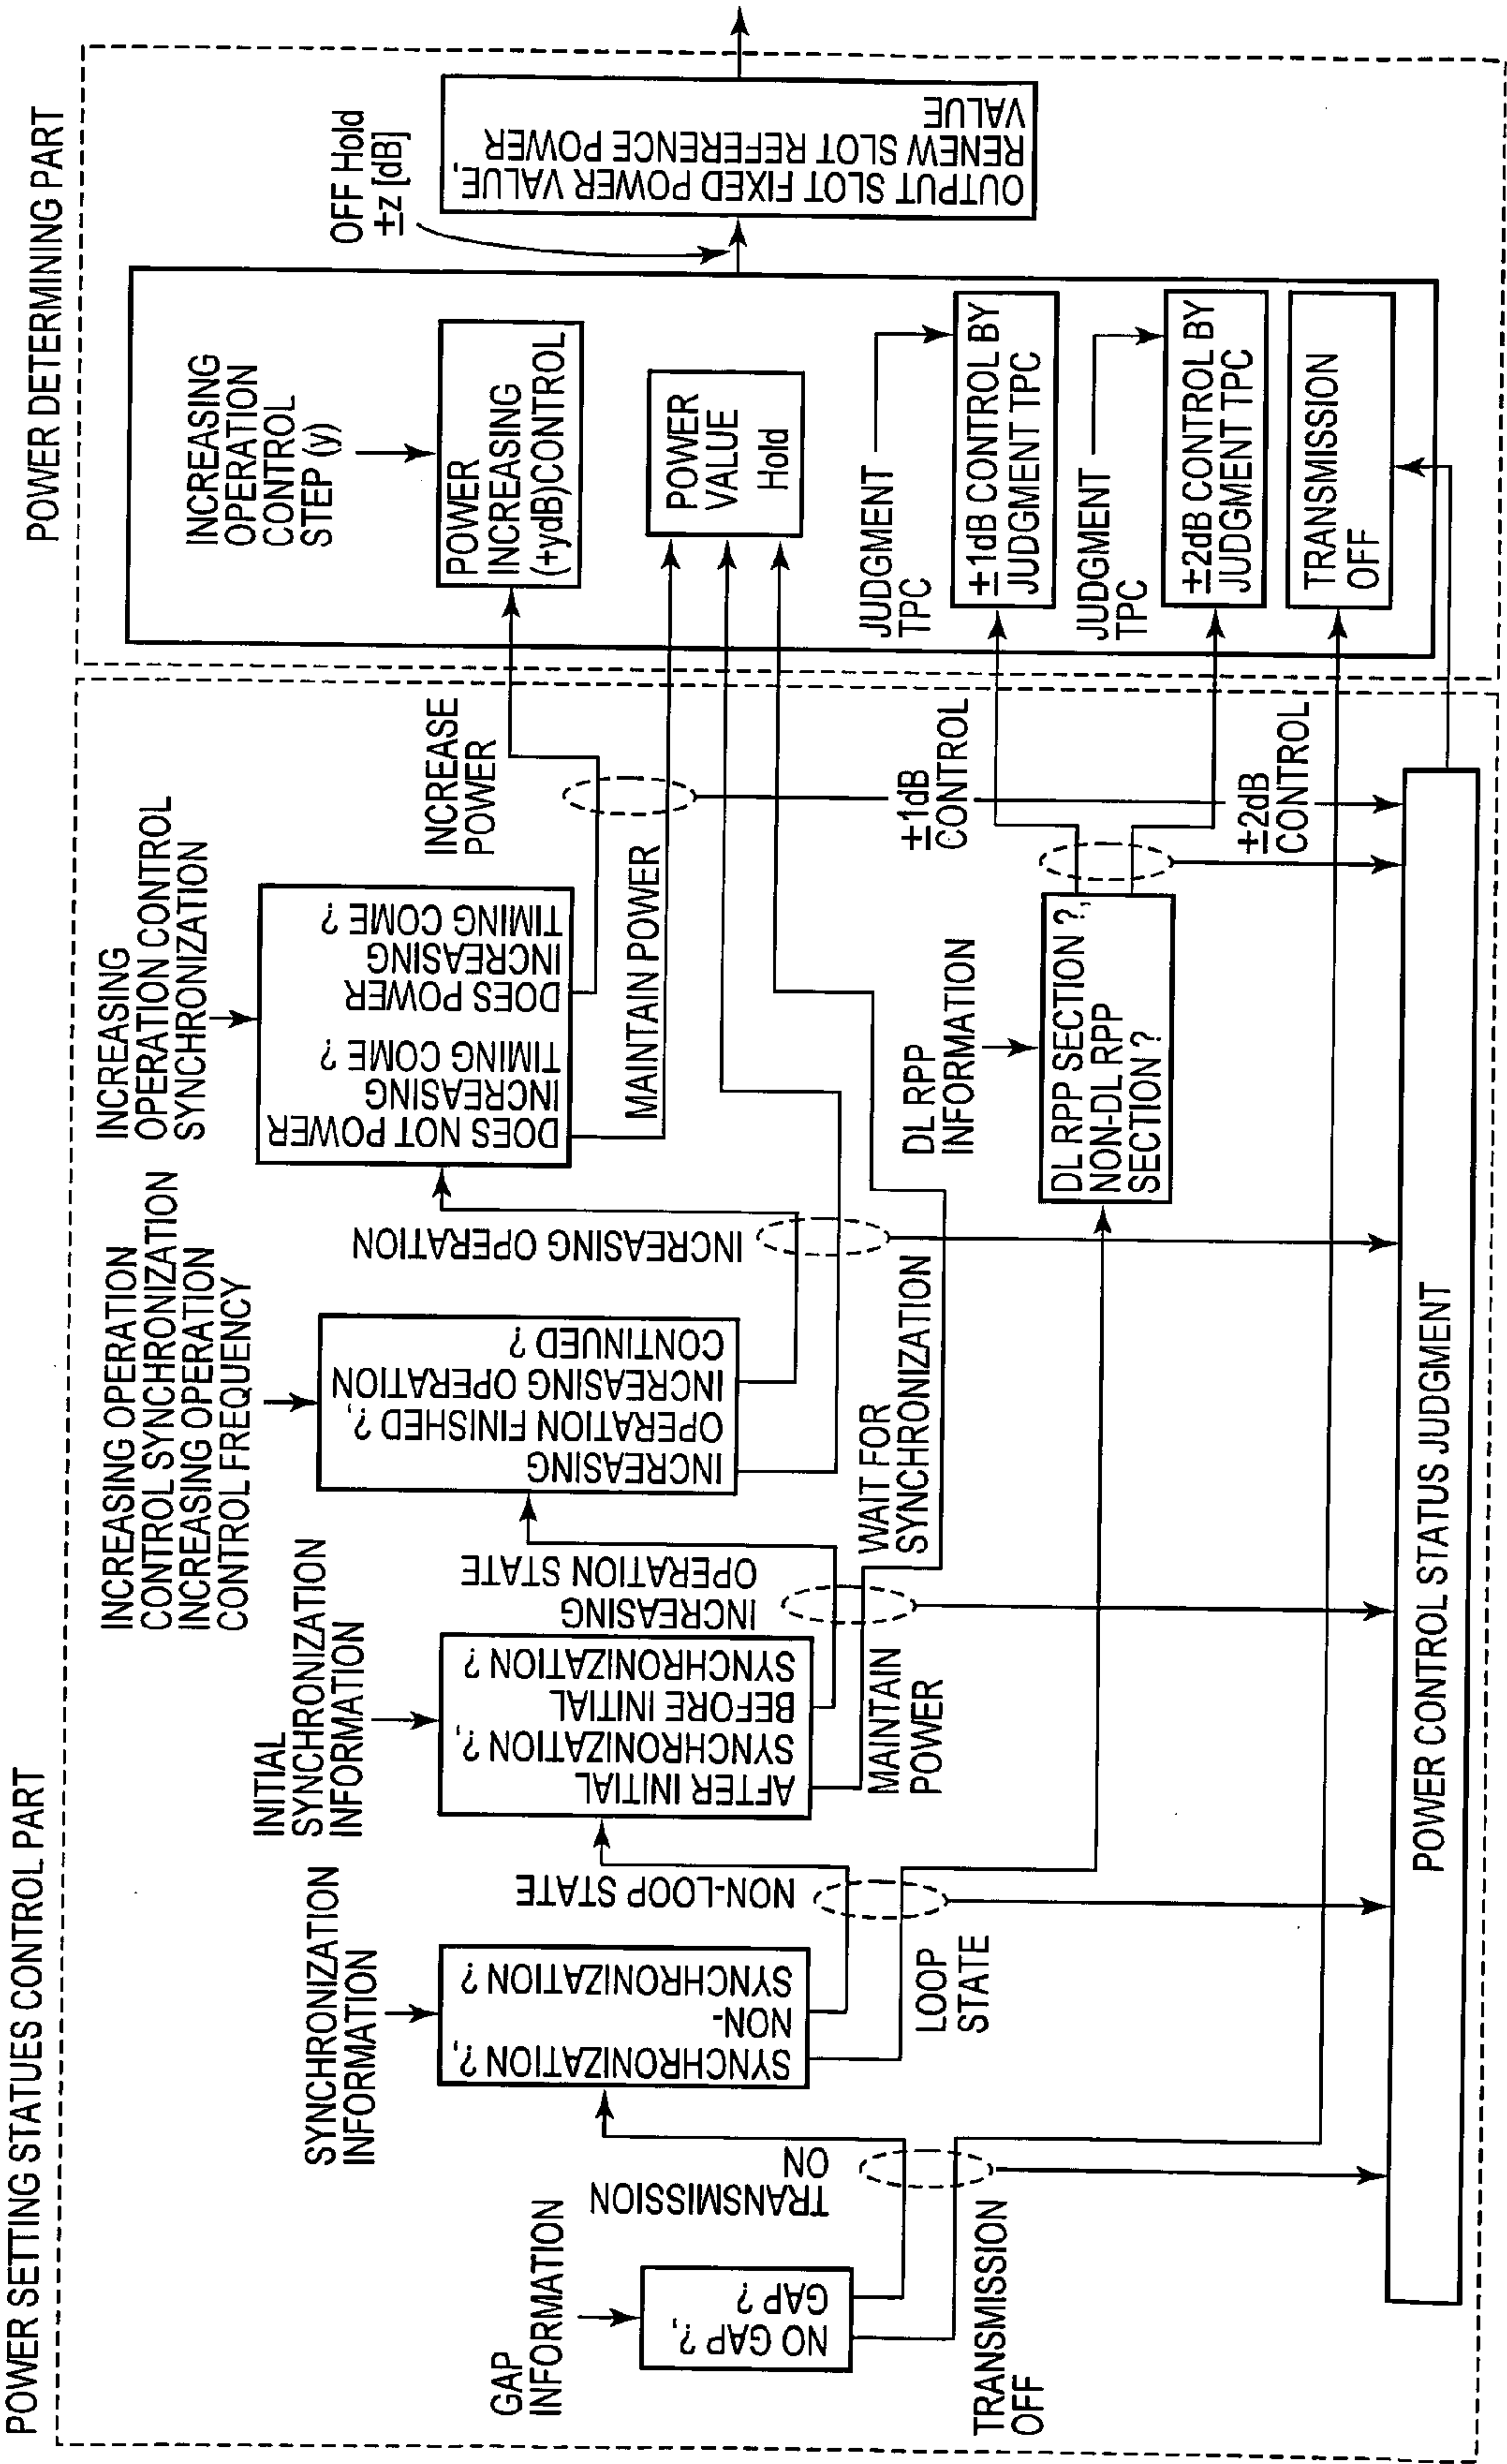 POWER SETTING STATUES CONTROL PART
GAP
INFORMATION
NO GAP ?,
GAP ?
TRANSMISSION
ON
TRANSMISSION
OFF
SYNCHRONIZATION
INFORMATION
SYNCHRONIZATION ?,
NON-
SYNCHRONIZATION ?
NON-LOOP STATE
LOOP
STATE
INITIAL
SYNCHRONIZATION
INFORMATION
AFTER INITIAL
SYNCHRONIZATION ?,
BEFORE INITIAL
SYNCHRONIZATION ?
INCREASING
OPERATION STATE
MAINTAIN
POWER
INCREASING OPERATION
CONTROL SYNCHRONIZATION
INCREASING OPERATION
CONTROL FREQUENCY
INCREASING
OPERATION FINISHED ?,
INCREASING OPERATION
CONTINUED ?
INCREASING OPERATION
WAIT FOR
SYNCHRONIZATION
INCREASING
OPERATION CONTROL
SYNCHRONIZATION
DOES NOT POWER
INCREASING
TIMING COME ?
DOES POWER
INCREASING
TIMING COME ?
INCREASE
POWER
MAINTAIN POWER
DL RPP
INFORMATION
DL RPP SECTION ?,
NON-DL RPP
SECTION ?
±1dB
CONTROL
±2dB
CONTROL
POWER CONTROL STATUS JUDGMENT
POWER DETERMINING PART
INCREASING
OPERATION
CONTROL
STEP (y)
POWER
INCREASING
(+ydB)CONTROL
POWER
VALUE
Hold
JUDGMENT
TPC
±1dB CONTROL BY
JUDGMENT TPC
JUDGMENT
TPC
±2dB CONTROL BY
JUDGMENT TPC
TRANSMISSION
OFF
OFF Hold
±z [dB]
OUTPUT SLOT FIXED POWER VALUE,
RENEW SLOT REFERENCE POWER
VALUE